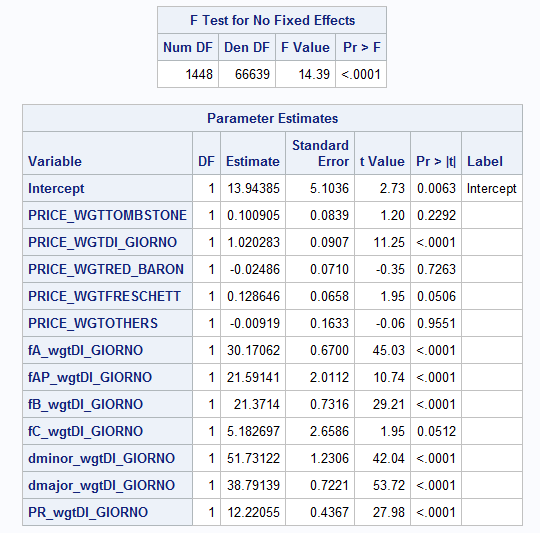 F Test for No Fixed Effects
Num DF Den DF F Value Pr > F
1448 66639 14.39 <.0001
Parameter Estimates
Variable DF Estimate Standard Error t Value Pr > |t| Label
Intercept 1 13.94385 5.1036 2.73 0.0063 Intercept
PRICE_WGTTOMBSTONE 1 0.100905 0.0839 1.20 0.2292
PRICE_WGTDI_GIORNO 1 1.020283 0.0907 11.25 <.0001
PRICE_WGTRED_BARON 1 -0.02486 0.0710 -0.35 0.7263
PRICE_WGTFRESCHETT 1 0.128646 0.0658 1.95 0.0506
PRICE_WGTOTHERS 1 -0.00919 0.1633 -0.06 0.9551
fA_wgtDI_GIORNO 1 30.17062 0.6700 45.03 <.0001
fAP_wgtDI_GIORNO 1 21.59141 2.0112 10.74 <.0001
fB_wgtDI_GIORNO 1 21.3714 0.7316 29.21 <.0001
fC_wgtDI_GIORNO 1 5.182697 2.6586 1.95 0.0512
dminor_wgtDI_GIORNO 1 51.73122 1.2306 42.04 <.0001
dmajor_wgtDI_GIORNO 1 38.79139 0.7221 53.72 <.0001
PR_wgtDI_GIORNO 1 12.22055 0.4367 27.98 <.0001